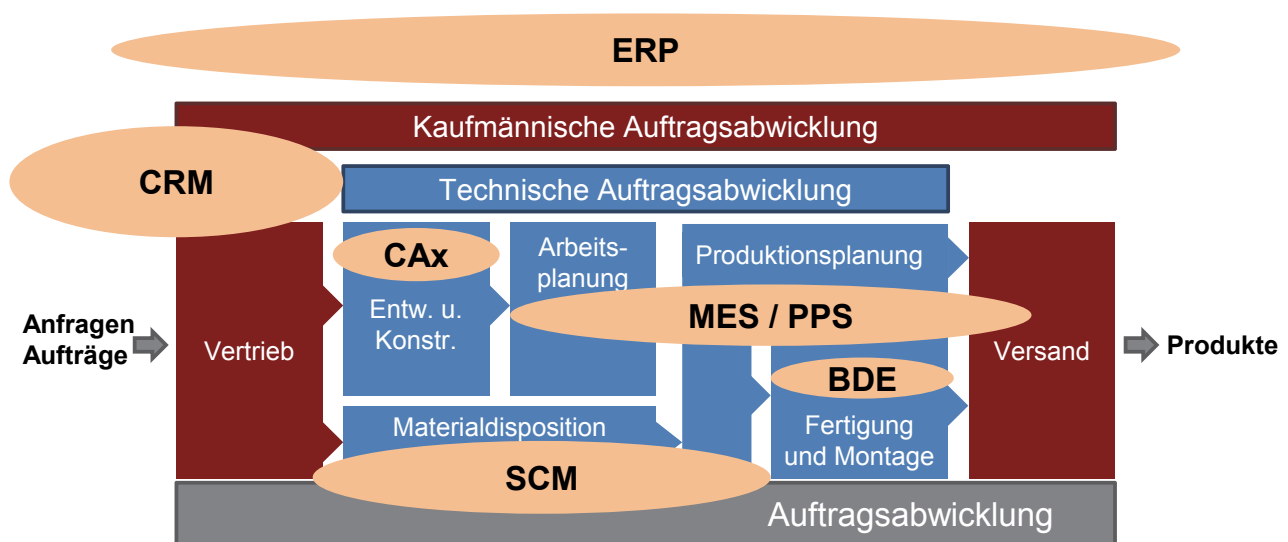 ERP
Kaufmännische Auftragsabwicklung
CRM
Technische Auftragsabwicklung
CAx
Arbeits-
planung
Produktionsplanung
Entw. u.
Konstr.
MES / PPS
Anfragen
Aufträge
Vertrieb
Versand
Produkte
BDE
Materialdisposition
Fertigung
und Montage
SCM
Auftragsabwicklung